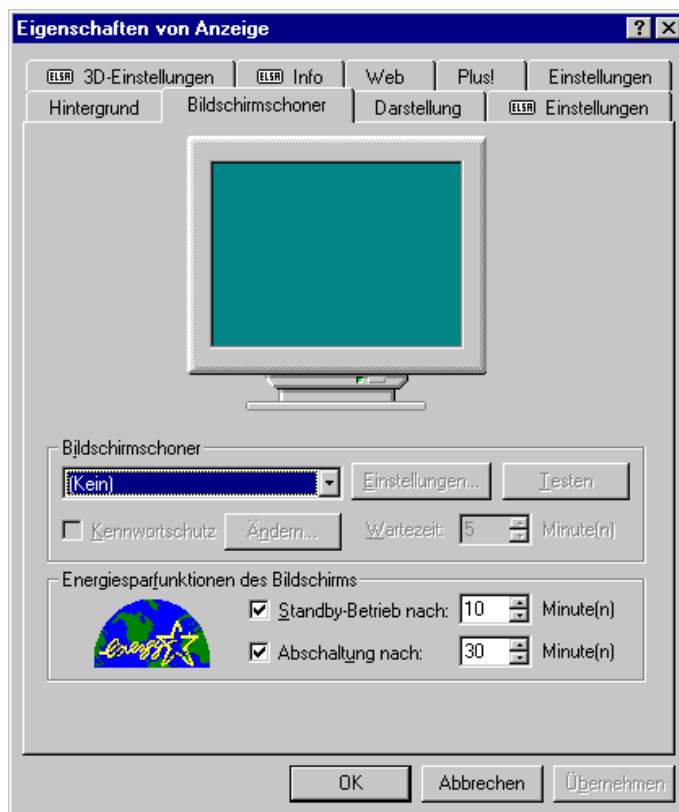 Eigenschaften von Anzeige
ELSA 3D-Einstellungen ELSA Info Web Plus! Einstellungen
Hintergrund Bildschirmschoner Darstellung ELSA Einstellungen
Bildschirmschoner
(Kein) Einstellungen... Testen
Kennwortschutz Ändern... Wartezeit: 5 Minute(n)
Energiesparfunktionen des Bildschirms
energy Standby-Betrieb nach: 10 Minute(n)
Abschaltung nach: 30 Minute(n)
OK Abbrechen Übernehmen